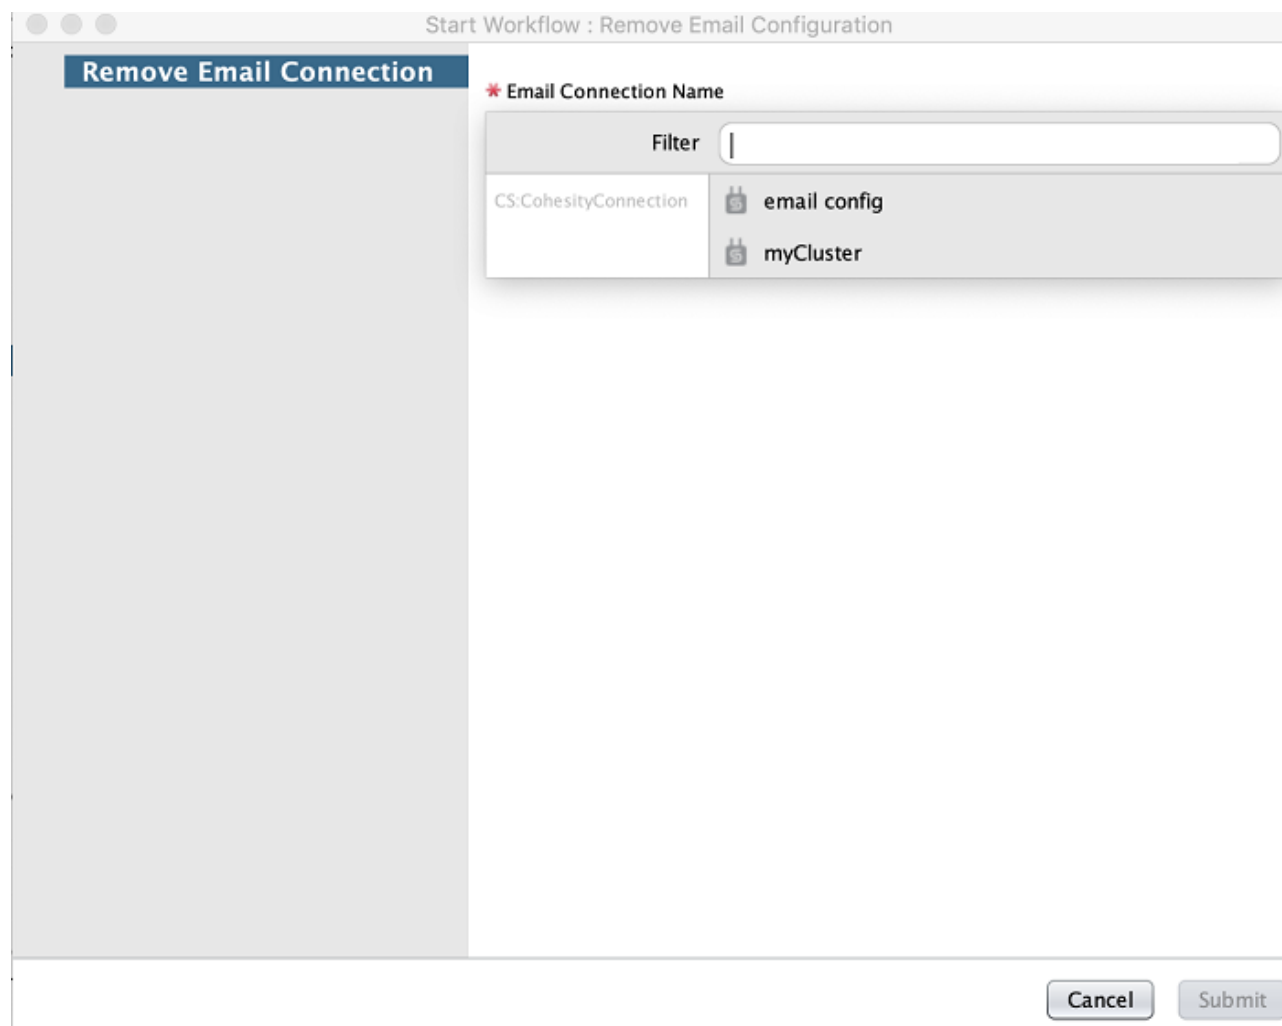 Start Workflow : Remove Email Configuration
Remove Email Connection
* Email Connection Name
Filter
CS:CohesityConnection
email config
myCluster
Cancel
Submit